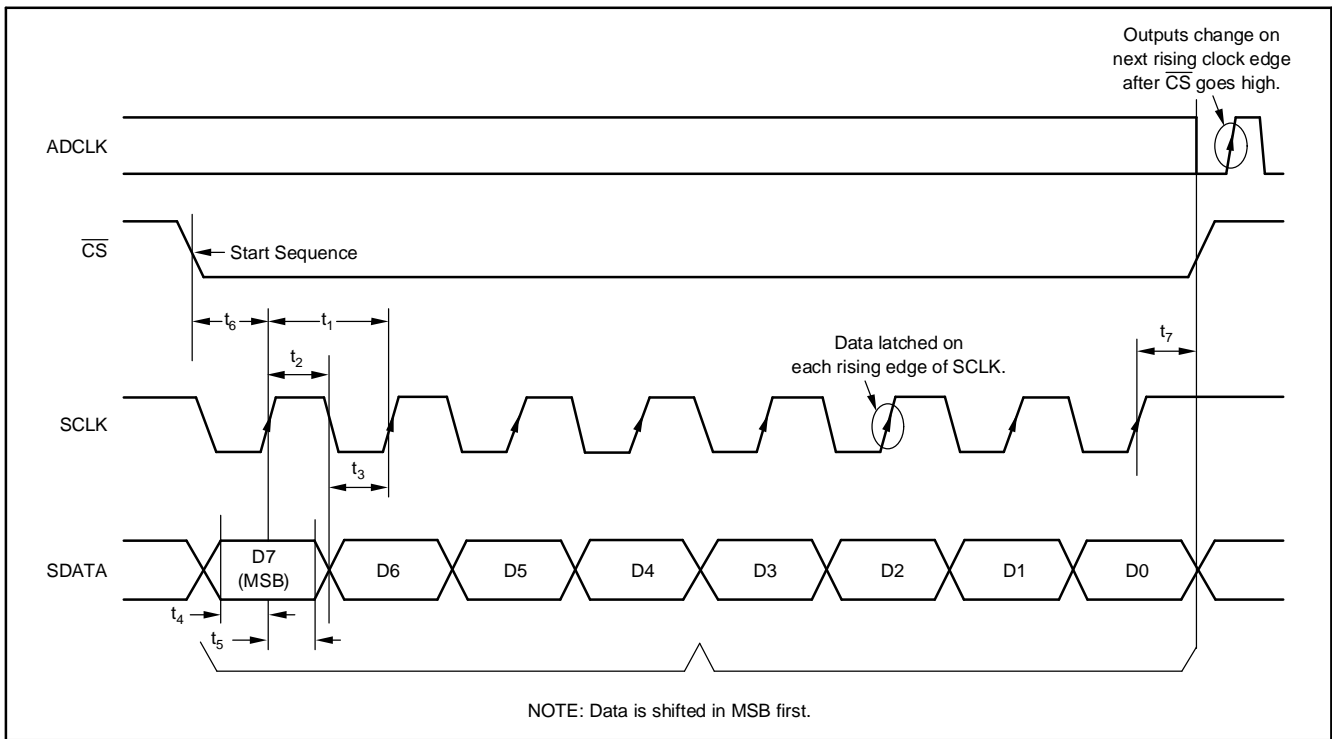 Outputs change on
next rising clock edge
after C̅S̅ goes high.
ADCLK
C̅S̅
Start Sequence
t6
t1
t7
t2
Data latched on
each rising edge of SCLK.
SCLK
t3
SDATA
D7
(MSB)
D6
D5
D4
D3
D2
D1
D0
t4
t5
NOTE: Data is shifted in MSB first.